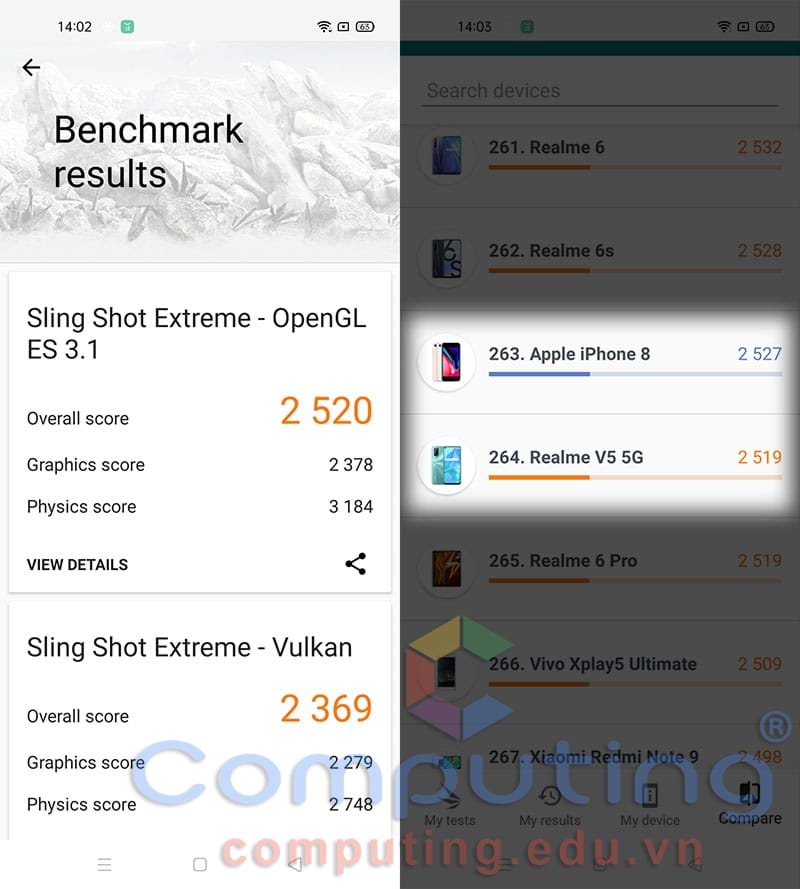 14:02
63
Benchmark
results
Sling Shot Extreme - OpenGL
ES 3.1
Overall score 2 520
Graphics score 2 378
Physics score 3 184
VIEW DETAILS
Sling Shot Extreme - Vulkan
Overall score 2 369
Graphics score 2 279
Physics score 2 748
14:03
63
Search devices
261. Realme 6 2 532
262. Realme 6s 2 528
263. Apple iPhone 8 2 527
264. Realme V5 5G 2 519
265. Realme 6 Pro 2 519
266. Vivo Xplay5 Ultimate 2 509
267. Xiaomi Redmi Note 9 2 498
My tests My results My device Compare
Computing®
computing.edu.vn